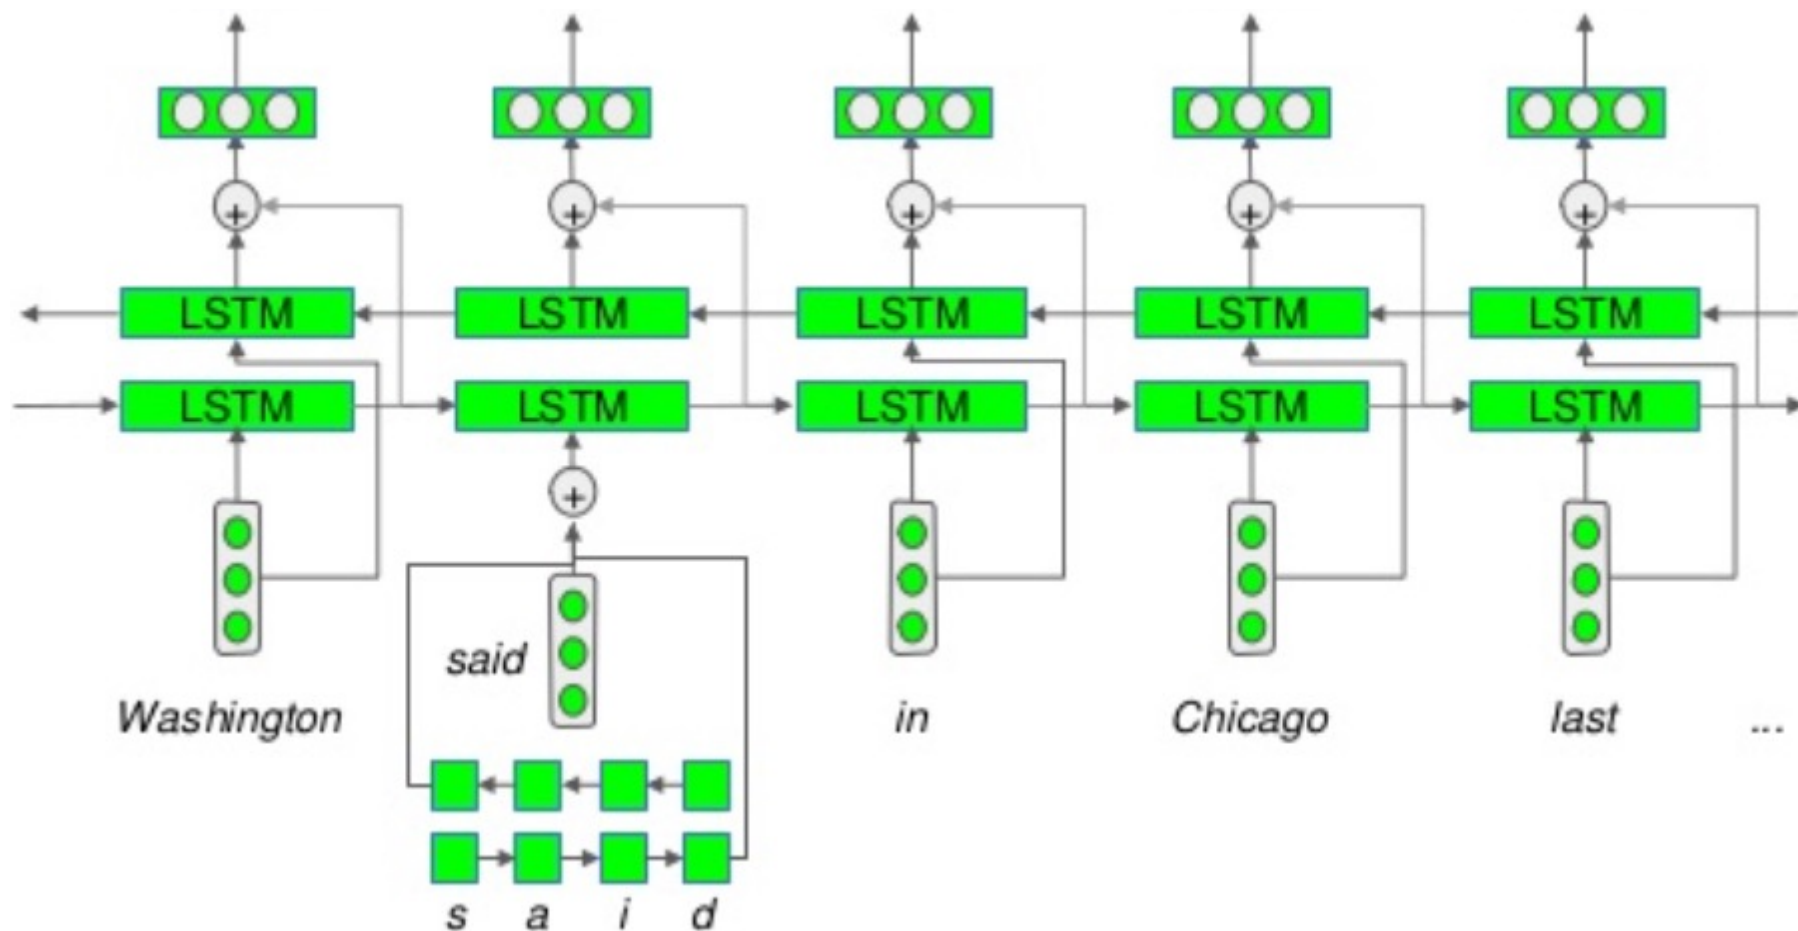 + + + + +
LSTM LSTM LSTM LSTM LSTM
LSTM LSTM LSTM LSTM LSTM
+
said
Washington in Chicago last ...
s a i d